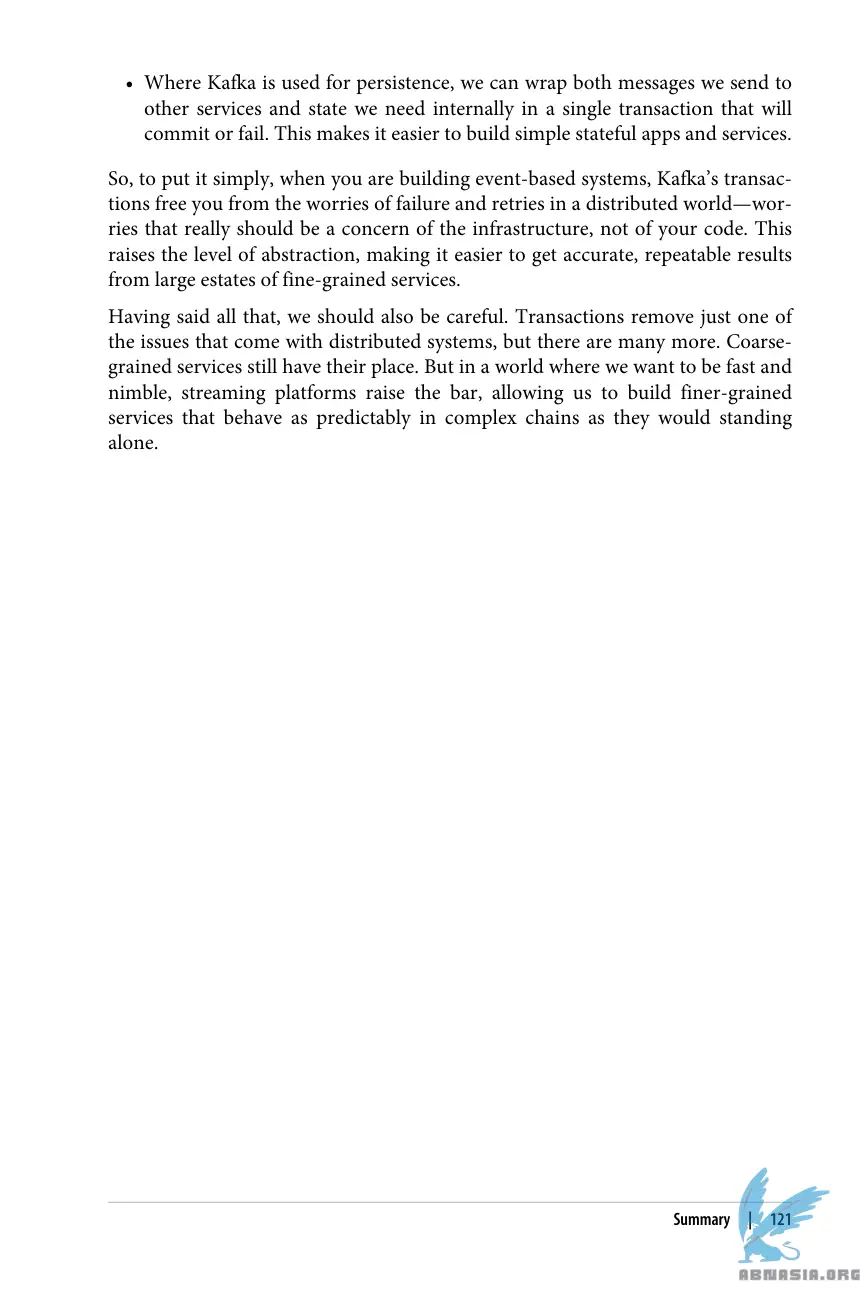 • Where Kafka is used for persistence, we can wrap both messages we send to
other services and state we need internally in a single transaction that will
commit or fail. This makes it easier to build simple stateful apps and services.
So, to put it simply, when you are building event-based systems, Kafka’s transac-
tions free you from the worries of failure and retries in a distributed world—wor-
ries that really should be a concern of the infrastructure, not of your code. This
raises the level of abstraction, making it easier to get accurate, repeatable results
from large estates of fine-grained services.
Having said all that, we should also be careful. Transactions remove just one of
the issues that come with distributed systems, but there are many more. Coarse-
grained services still have their place. But in a world where we want to be fast and
nimble, streaming platforms raise the bar, allowing us to build finer-grained
services that behave as predictably in complex chains as they would standing
alone.
Summary | 121
ABNASIA.ORG